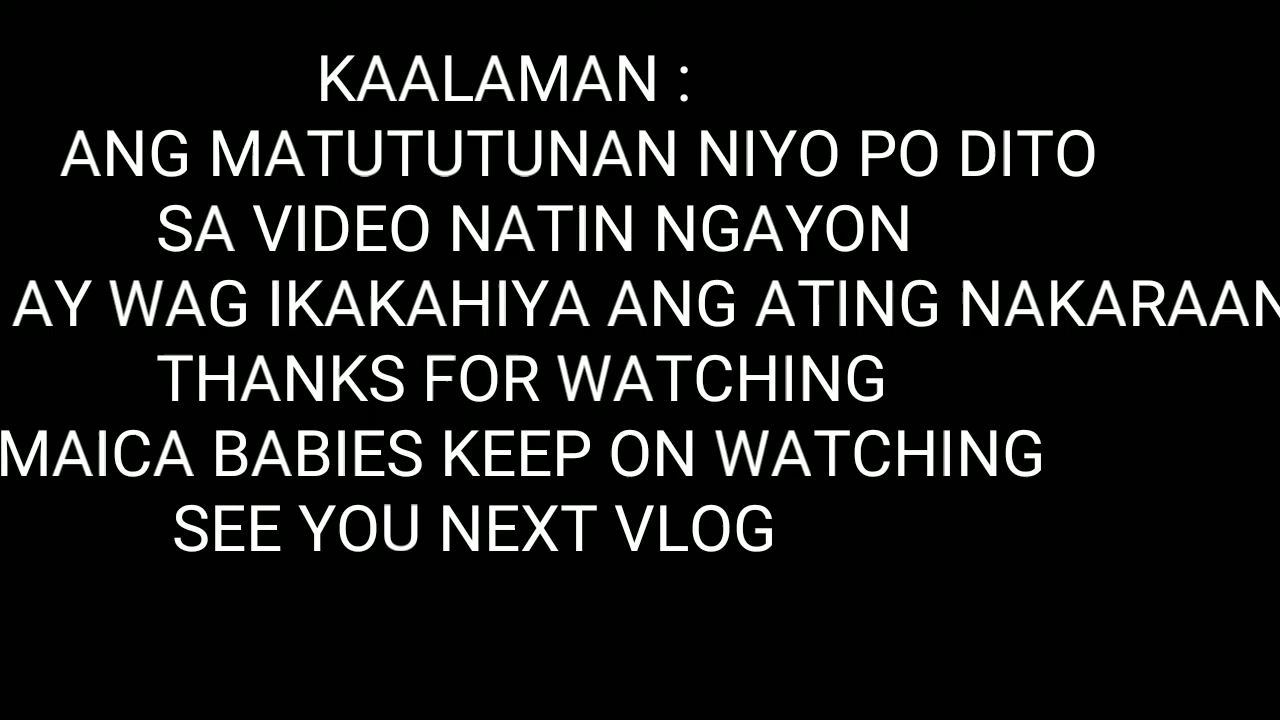 KAALAMAN :
ANG MATUTUTUNAN NIYO PO DITO
SA VIDEO NATIN NGAYON
AY WAG IKAKAHIYA ANG ATING NAKARAAN
THANKS FOR WATCHING
MAICA BABIES KEEP ON WATCHING
SEE YOU NEXT VLOG